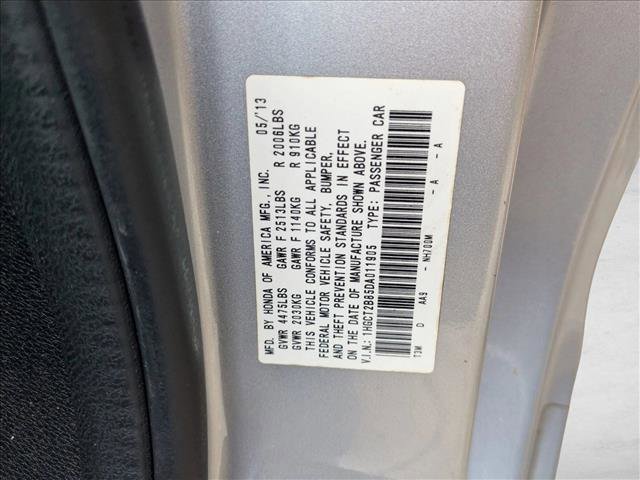 MFD. BY HONDA OF AMERICA MFG., INC. 05/'13
GVWR 4475LBS GAWR F 2513LBS R 2006LBS
GVWR 2030KG GAWR F 1140KG R 910KG
THIS VEHICLE CONFORMS TO ALL APPLICABLE
FEDERAL MOTOR VEHICLE SAFETY, BUMPER,
AND THEFT PREVENTION STANDARDS IN EFFECT
ON THE DATE OF MANUFACTURE SHOWN ABOVE.
V.I.N.: 1HGCT2B85DA011905 TYPE: PASSENGER CAR
T3M D AA9 - NH700M - A - A